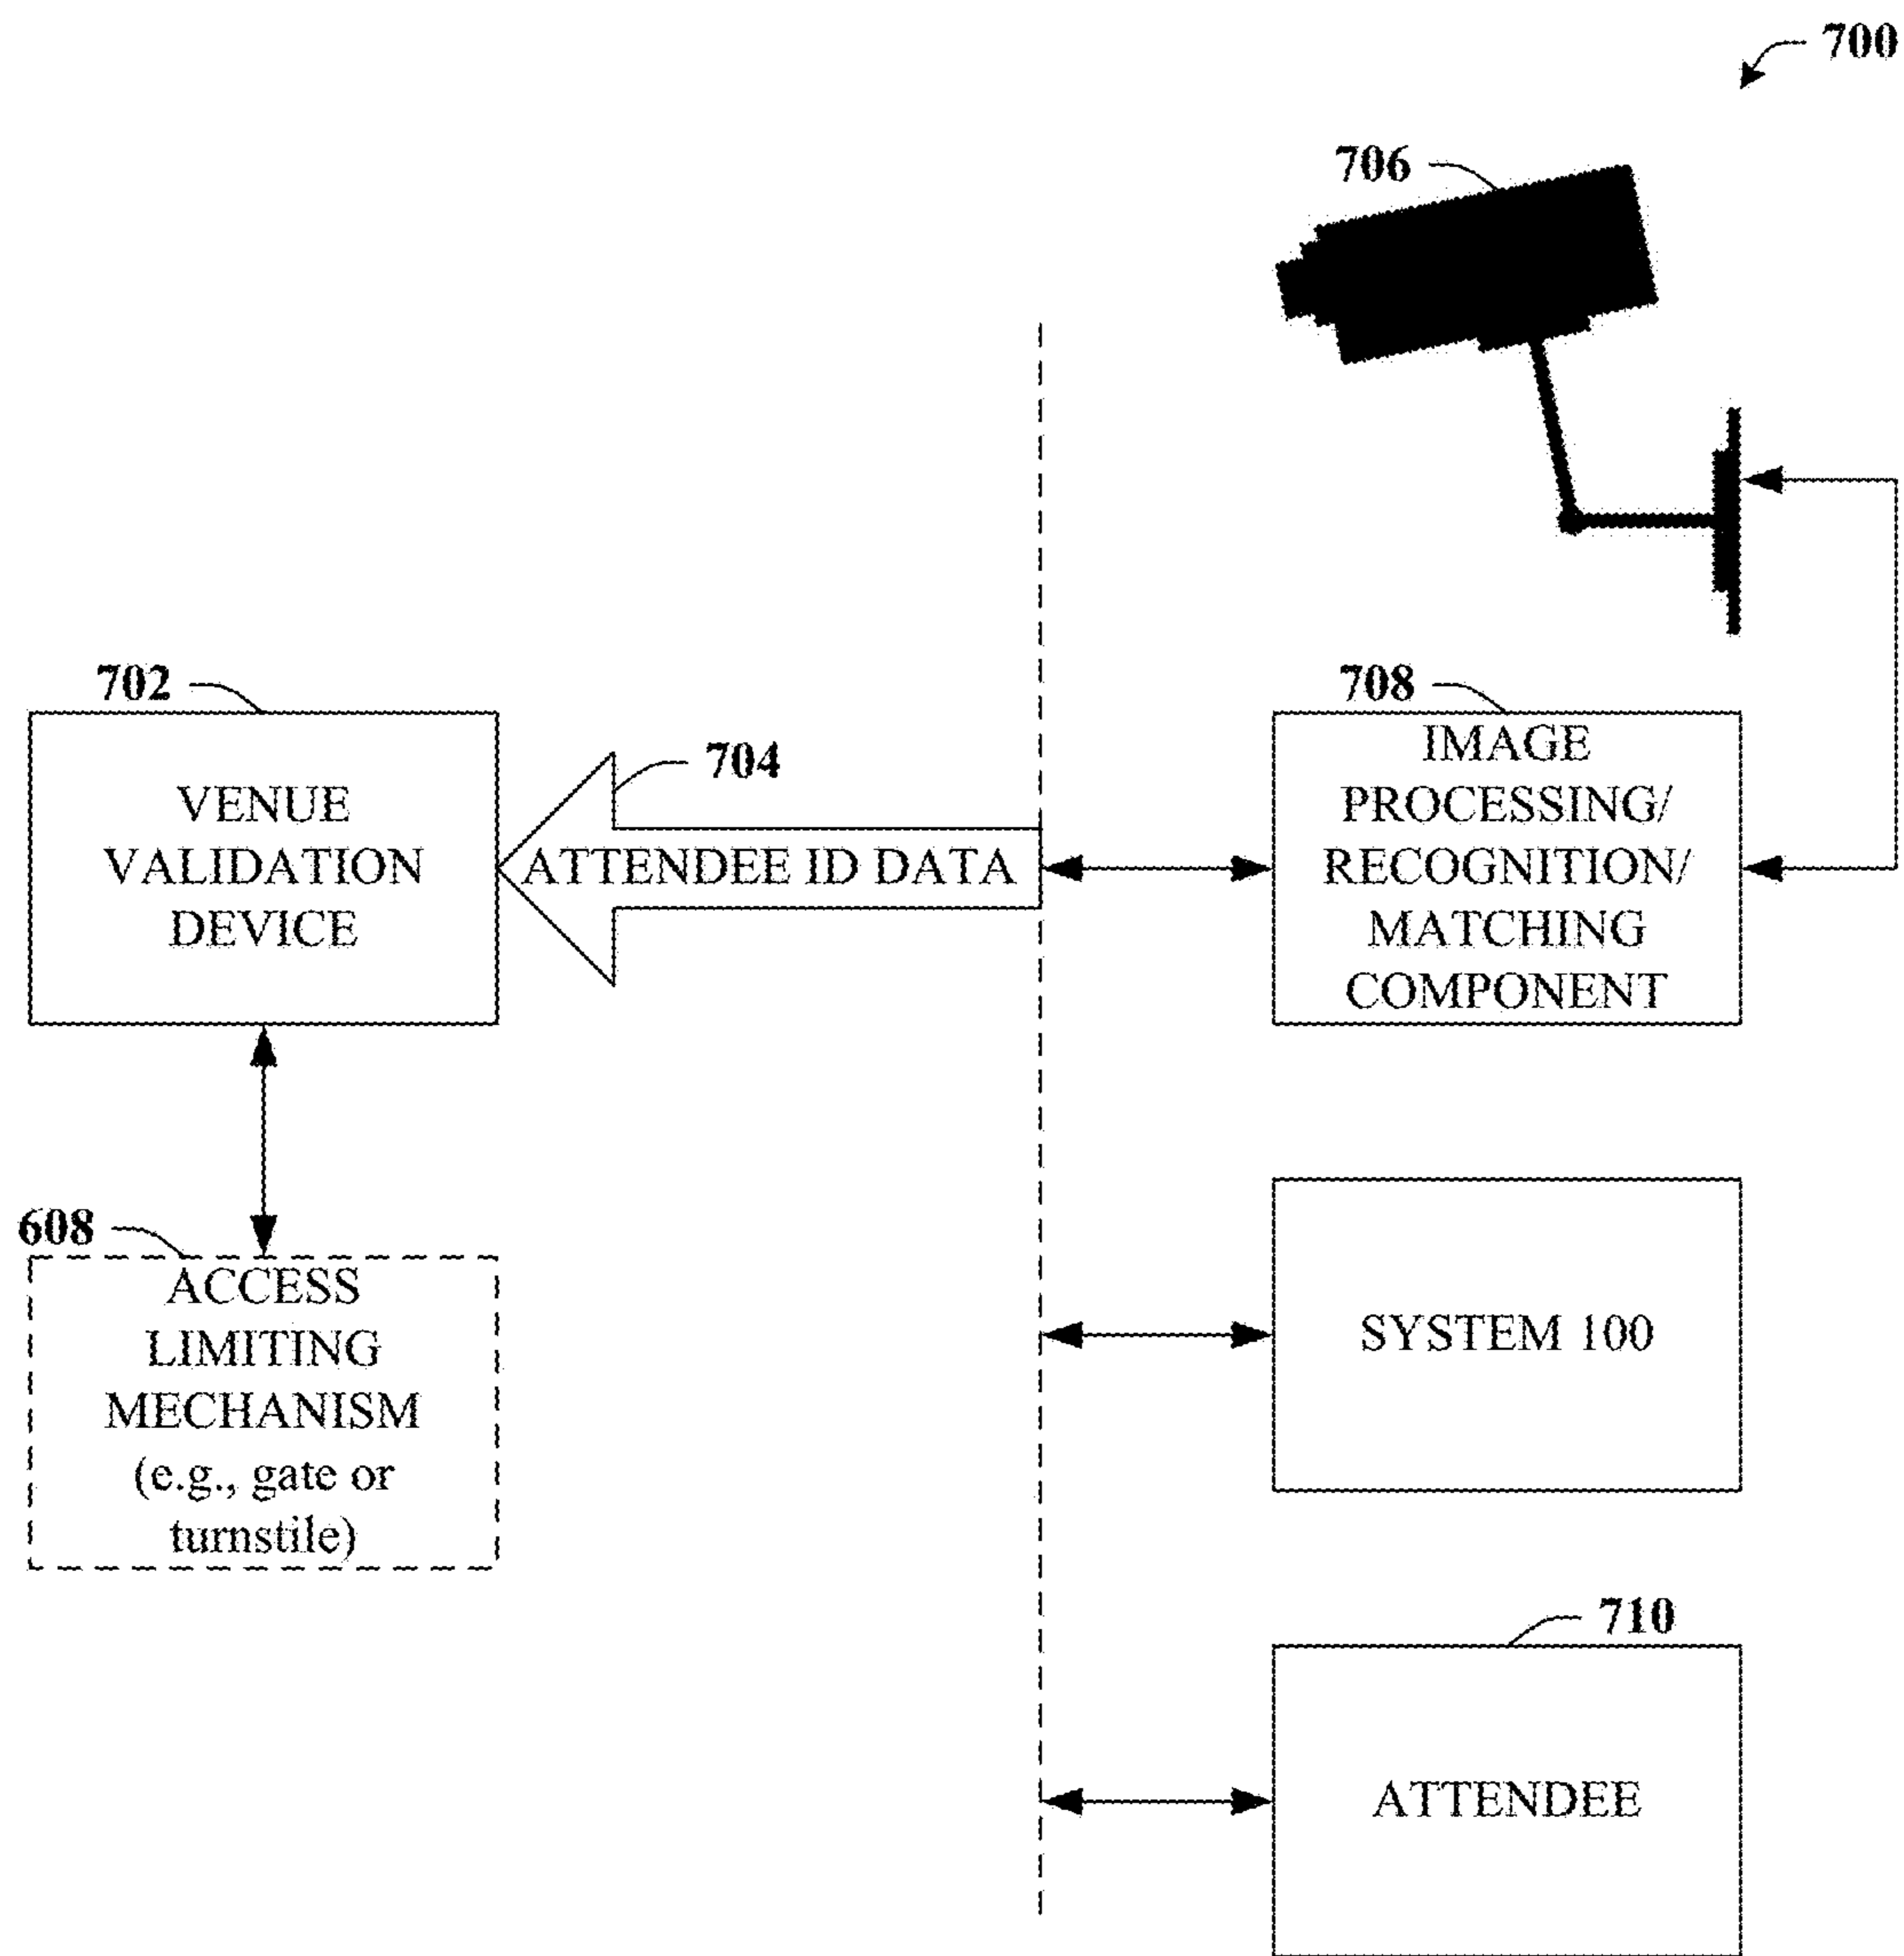 700
706
702
VENUE
VALIDATION
DEVICE
704
ATTENDEE ID DATA
708
IMAGE
PROCESSING/
RECOGNITION/
MATCHING
COMPONENT
608
ACCESS
LIMITING
MECHANISM
(e.g., gate or
turnstile)
SYSTEM 100
710
ATTENDEE